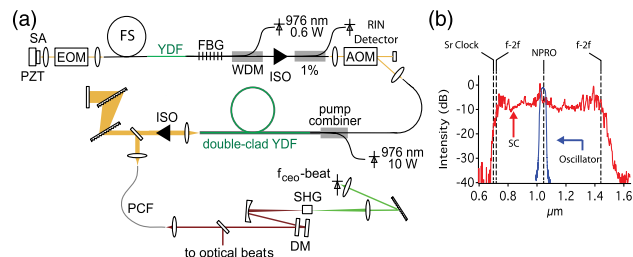 (a)
SA
PZT
EOM
FS
YDF
FBG
WDM
976 nm
0.6 W
ISO
1%
976 nm
RIN
Detector
AOM
ISO
double-clad YDF
pump
combiner
976 nm
10 W
PCF
to optical beats
fceo-beat
SHG
DM
(b)
Sr Clock
f-2f
NPRO
f-2f
Intensity (dB)
0
-10
-20
-30
-40
SC
Oscillator
0.6
0.8
1.0
1.2
1.4
1.6
μm